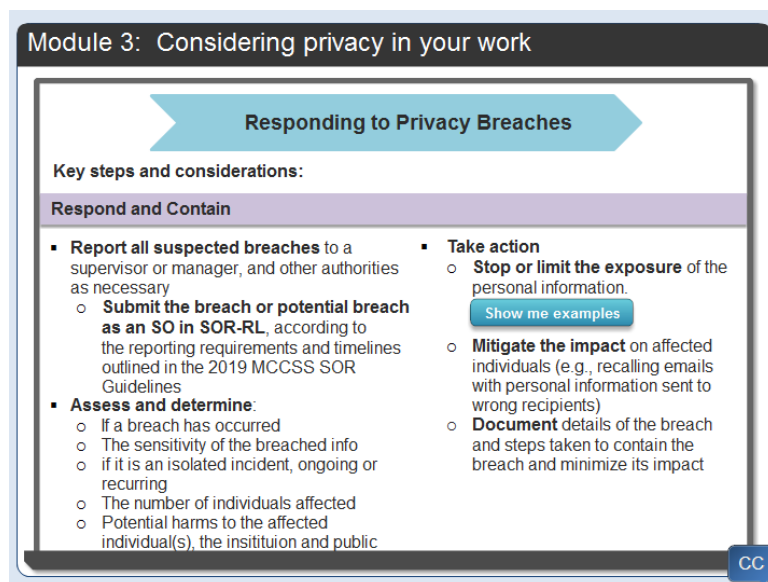 Module 3: Considering privacy in your work
Responding to Privacy Breaches
Key steps and considerations:
Respond and Contain
▪ Report all suspected breaches to a
supervisor or manager, and other authorities
as necessary
o Submit the breach or potential breach
as an SO in SOR-RL, according to
the reporting requirements and timelines
outlined in the 2019 MCCSS SOR
Guidelines
▪ Assess and determine:
o If a breach has occurred
o The sensitivity of the breached info
o if it is an isolated incident, ongoing or
recurring
o The number of individuals affected
o Potential harms to the affected
individual(s), the insitituion and public
▪ Take action
o Stop or limit the exposure of the
personal information.
Show me examples
o Mitigate the impact on affected
individuals (e.g., recalling emails
with personal information sent to
wrong recipients)
o Document details of the breach
and steps taken to contain the
breach and minimize its impact
CC